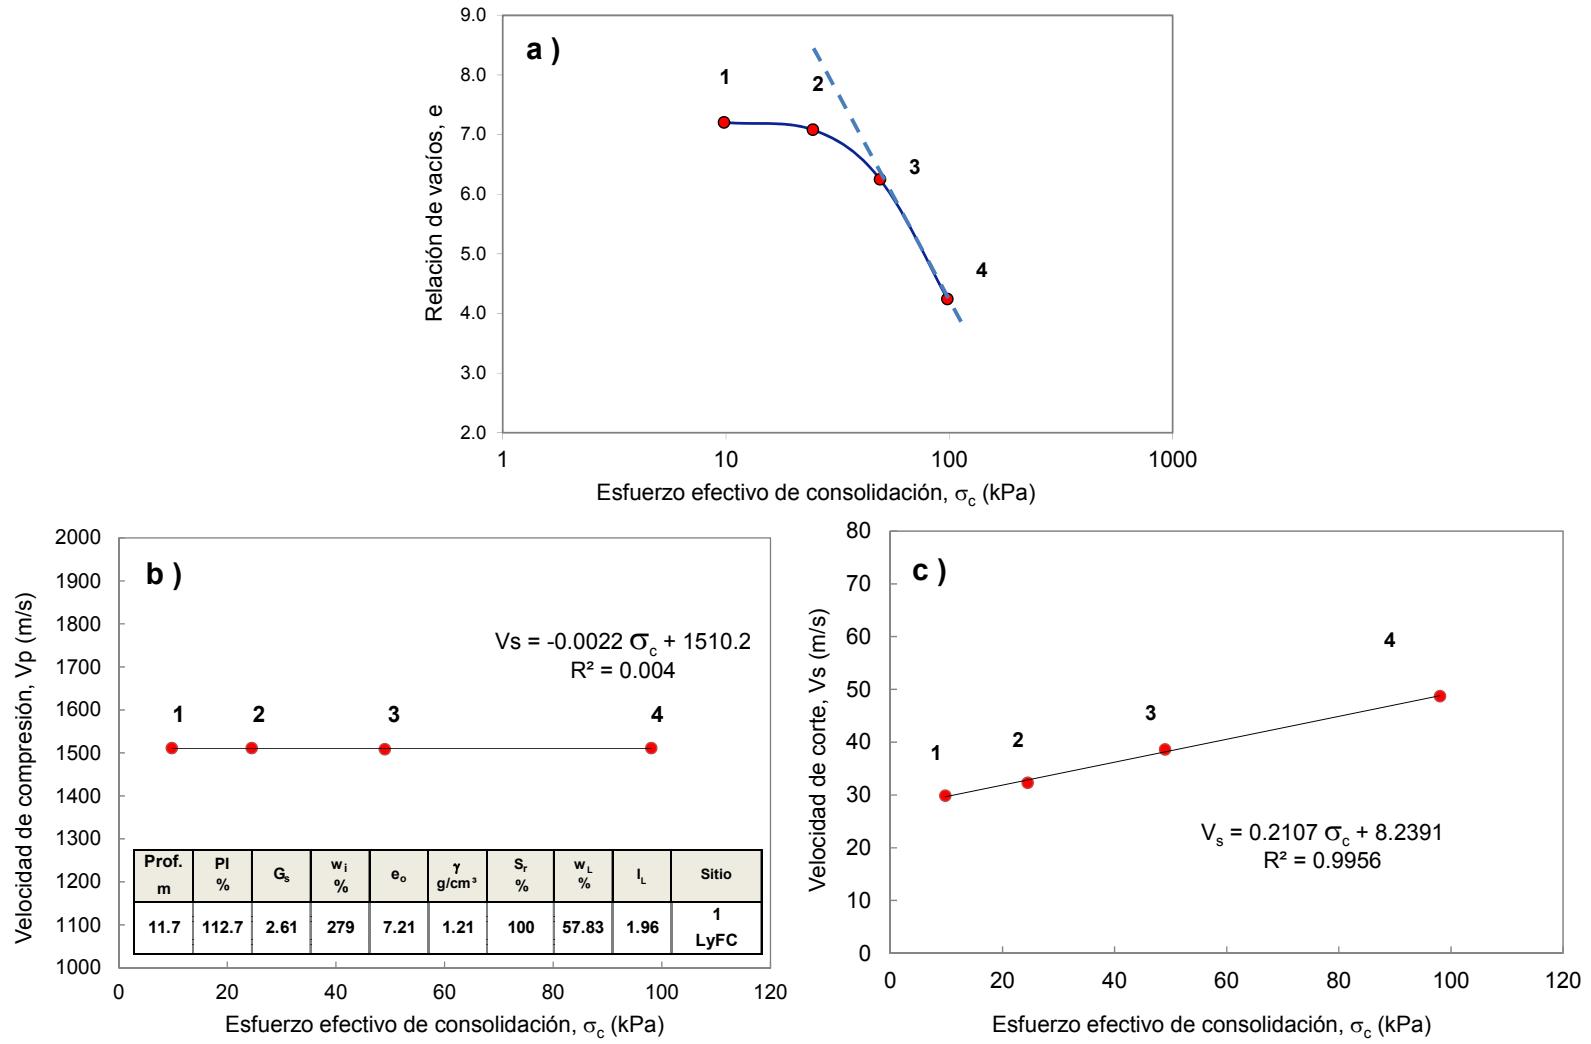 a )
9.0
8.0
7.0
6.0
5.0
4.0
3.0
2.0
Relación de vacíos, e
1
2
3
4
1 10 100 1000
Esfuerzo efectivo de consolidación, σc (kPa)
b )
2000
1900
1800
1700
1600
1500
1400
1300
1200
1100
1000
Velocidad de compresión, Vp (m/s)
Vs = -0.0022 σc + 1510.2
R² = 0.004
1 2 3 4
Prof. m PI % Gs wi % eo γ g/cm³ Sr % wL % IL Sitio
11.7 112.7 2.61 279 7.21 1.21 100 57.83 1.96 1 LyFC
0 20 40 60 80 100 120
Esfuerzo efectivo de consolidación, σc (kPa)
c )
80
70
60
50
40
30
20
10
0
Velocidad de corte, Vs (m/s)
1
2
3
4
Vs = 0.2107 σc + 8.2391
R² = 0.9956
0 20 40 60 80 100 120
Esfuerzo efectivo de consolidación, σc (kPa)